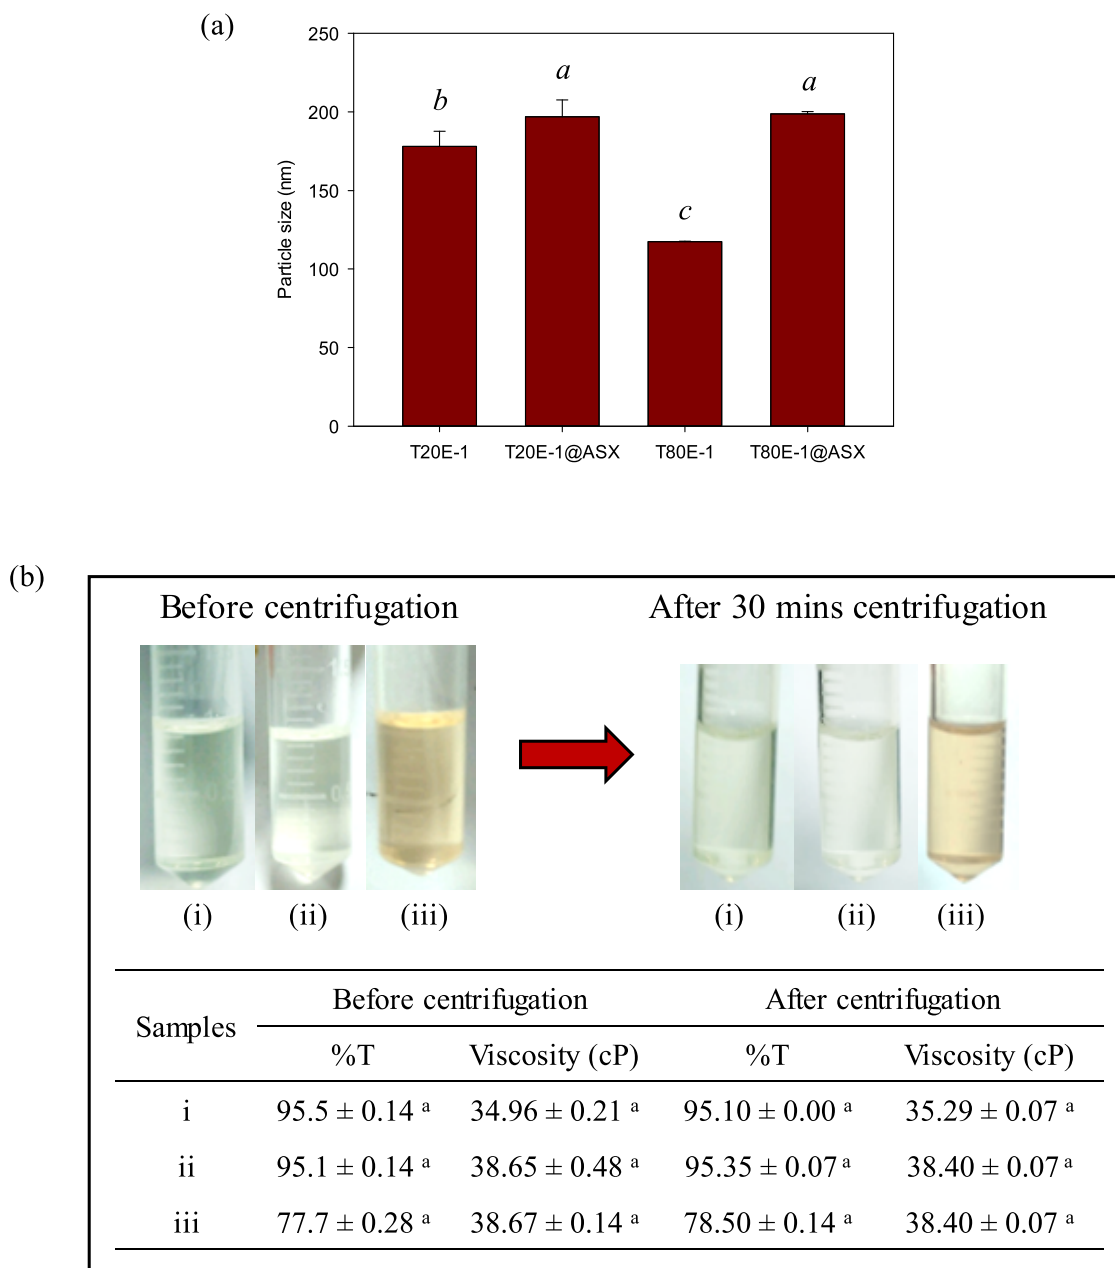 (a)
250
200
150
100
50
0
Particle size (nm)
b
a
c
a
T20E-1 T20E-1@ASX T80E-1 T80E-1@ASX
(b)
Before centrifugation After 30 mins centrifugation
(i) (ii) (iii) (i) (ii) (iii)
Before centrifugation After centrifugation
Samples
%T Viscosity (cP) %T Viscosity (cP)
i 95.5 ± 0.14 ᵃ 34.96 ± 0.21 ᵃ 95.10 ± 0.00 ᵃ 35.29 ± 0.07 ᵃ
ii 95.1 ± 0.14 ᵃ 38.65 ± 0.48 ᵃ 95.35 ± 0.07 ᵃ 38.40 ± 0.07 ᵃ
iii 77.7 ± 0.28 ᵃ 38.67 ± 0.14 ᵃ 78.50 ± 0.14 ᵃ 38.40 ± 0.07 ᵃ